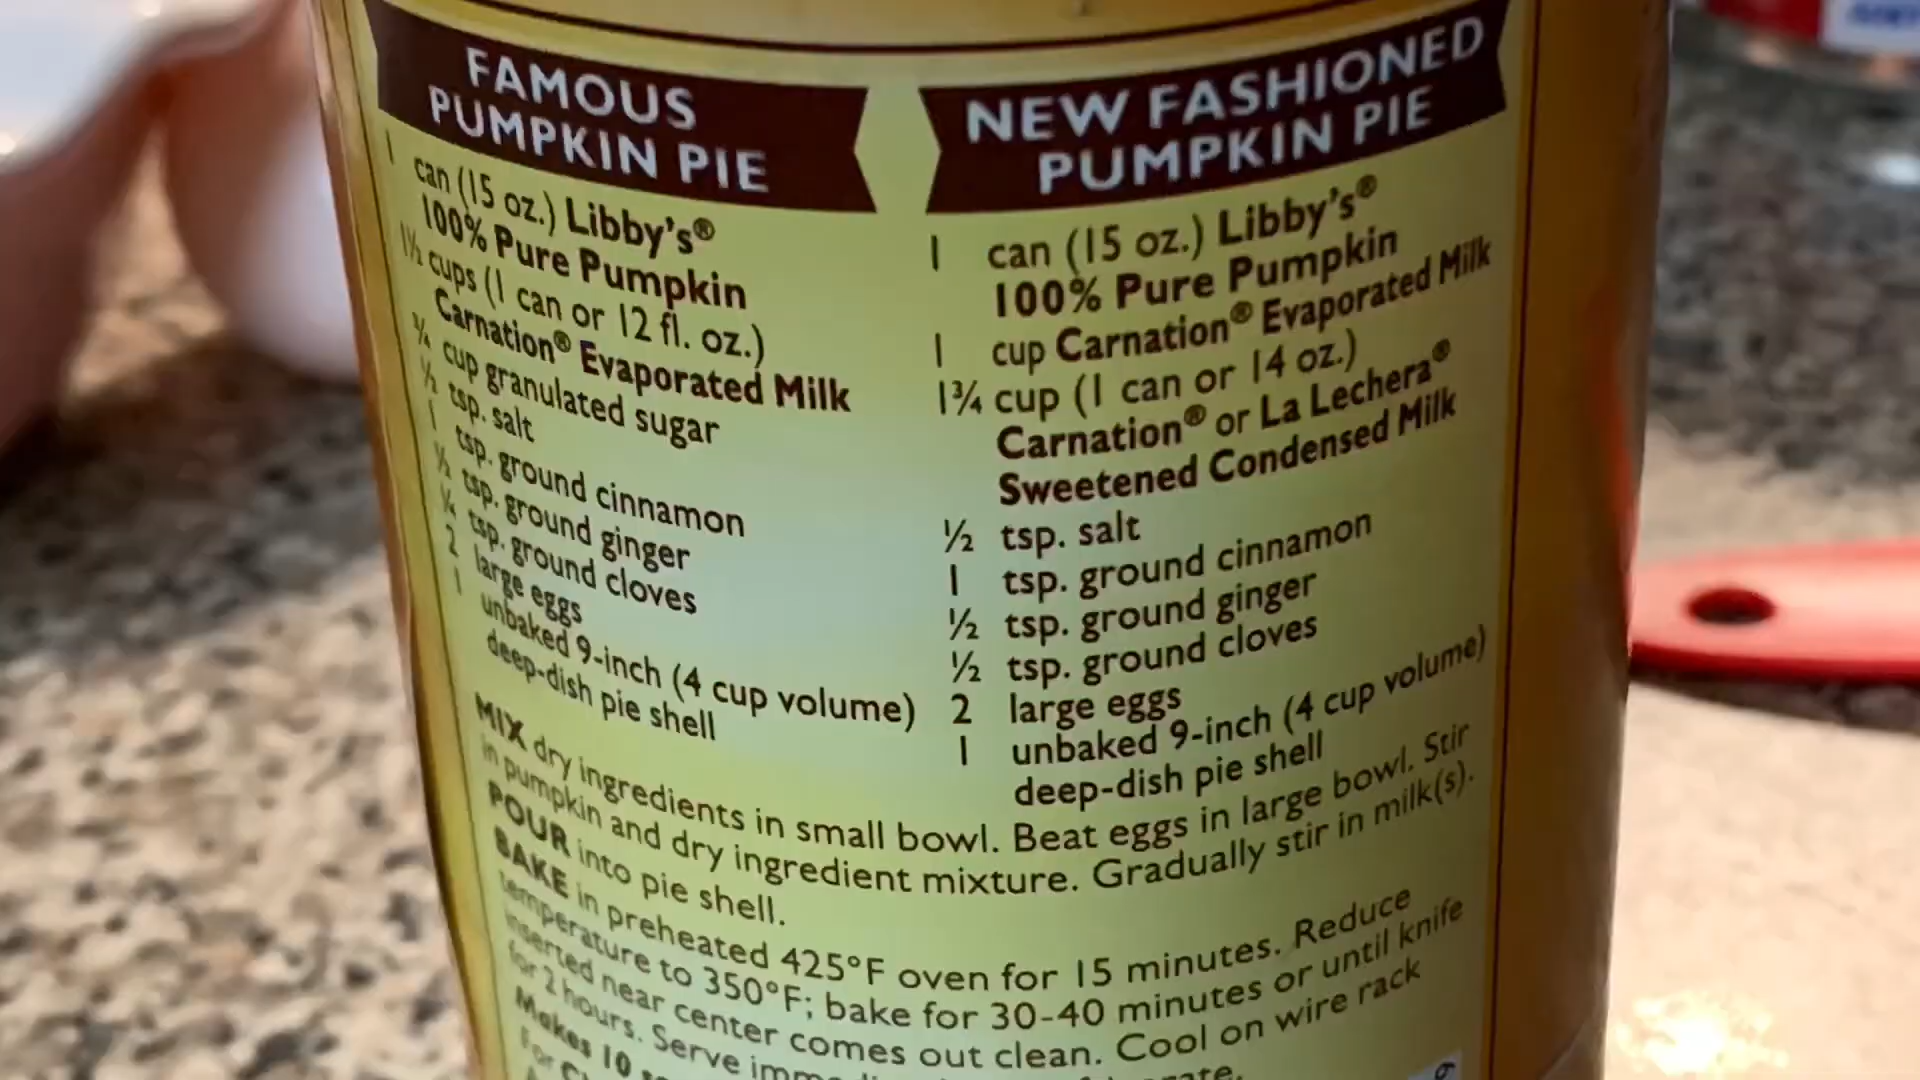 FAMOUS
PUMPKIN PIE
1 can (15 oz.) Libby's®
100% Pure Pumpkin
1½ cups (1 can or 12 fl. oz.)
Carnation® Evaporated Milk
¾ cup granulated sugar
½ tsp. salt
1 tsp. ground cinnamon
½ tsp. ground ginger
¼ tsp. ground cloves
2 large eggs
1 unbaked 9-inch (4 cup volume)
deep-dish pie shell
NEW FASHIONED
PUMPKIN PIE
1 can (15 oz.) Libby's®
100% Pure Pumpkin
1 cup Carnation® Evaporated Milk
1¾ cup (1 can or 14 oz.)
Carnation® or La Lechera®
Sweetened Condensed Milk
½ tsp. salt
1 tsp. ground cinnamon
½ tsp. ground ginger
½ tsp. ground cloves
2 large eggs
1 unbaked 9-inch (4 cup volume)
deep-dish pie shell
MIX dry ingredients in small bowl. Beat eggs in large bowl. Stir
in pumpkin and dry ingredient mixture. Gradually stir in milk(s).
POUR into pie shell.
BAKE in preheated 425°F oven for 15 minutes. Reduce
temperature to 350°F; bake for 30-40 minutes or until knife
inserted near center comes out clean. Cool on wire rack
for 2 hours. Serve
Makes 10
For